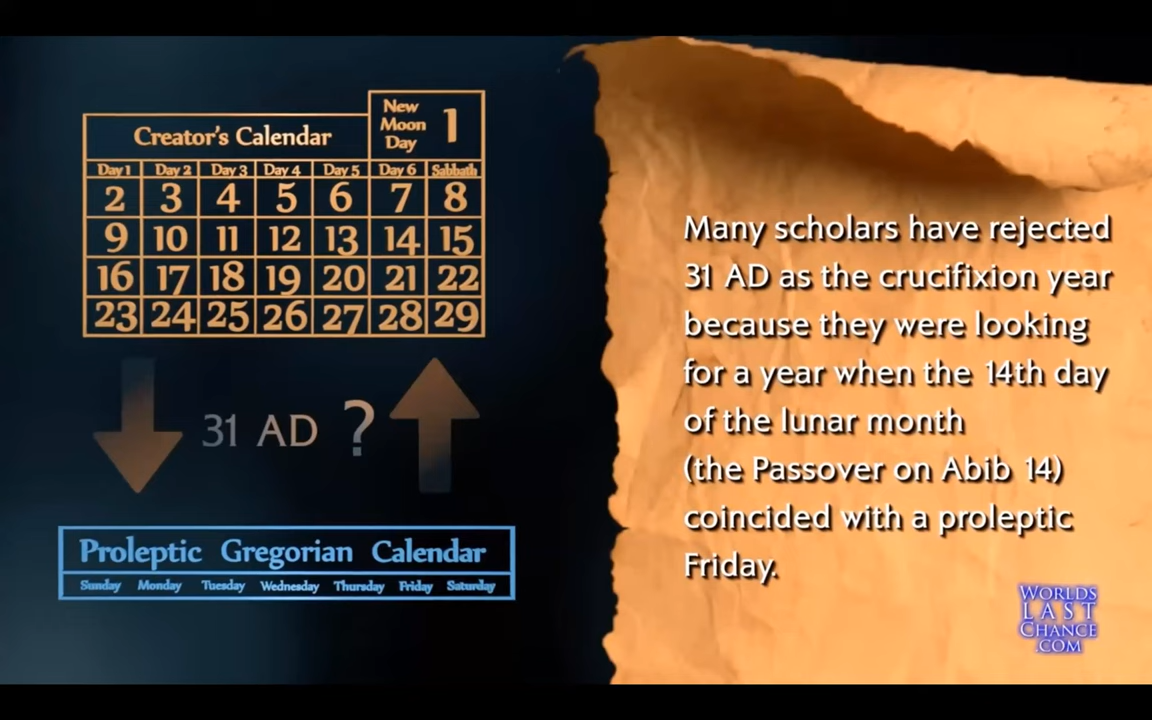 Creator's Calendar
New
Moon
Day
1
Day 1 Day 2 Day 3 Day 4 Day 5 Day 6 Sabbath
2 3 4 5 6 7 8
9 10 11 12 13 14 15
16 17 18 19 20 21 22
23 24 25 26 27 28 29
31 AD ?
Proleptic Gregorian Calendar
Sunday Monday Tuesday Wednesday Thursday Friday Saturday
Many scholars have rejected
31 AD as the crucifixion year
because they were looking
for a year when the 14th day
of the lunar month
(the Passover on Abib 14)
coincided with a proleptic
Friday.
WORLDS
LAST
CHANCE
.COM